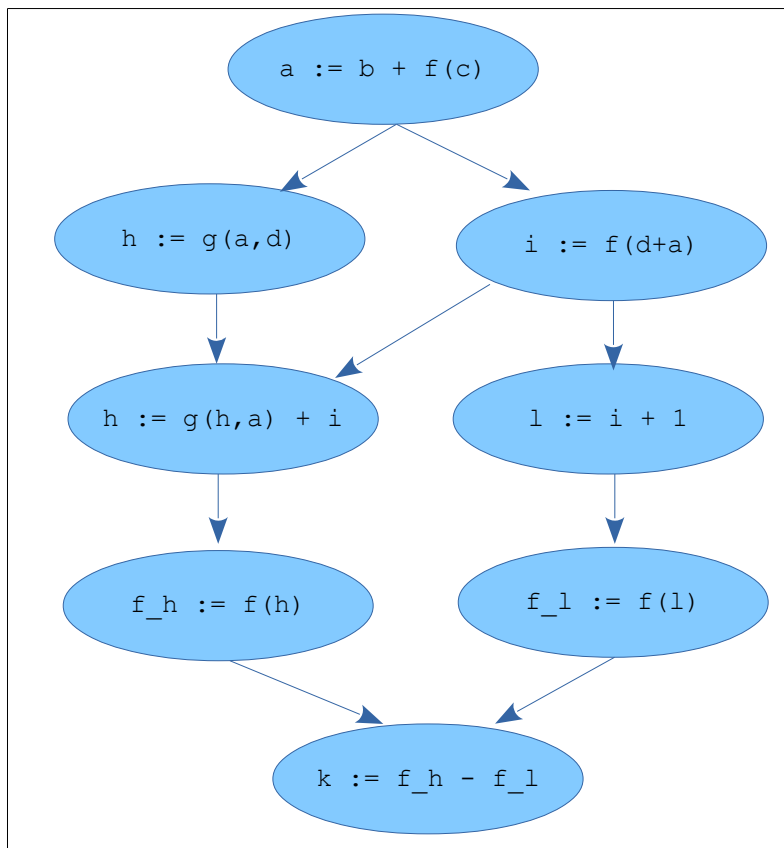 a := b + f(c)
h := g(a,d)
i := f(d+a)
h := g(h,a) + i
l := i + 1
f_h := f(h)
f_l := f(l)
k := f_h - f_l